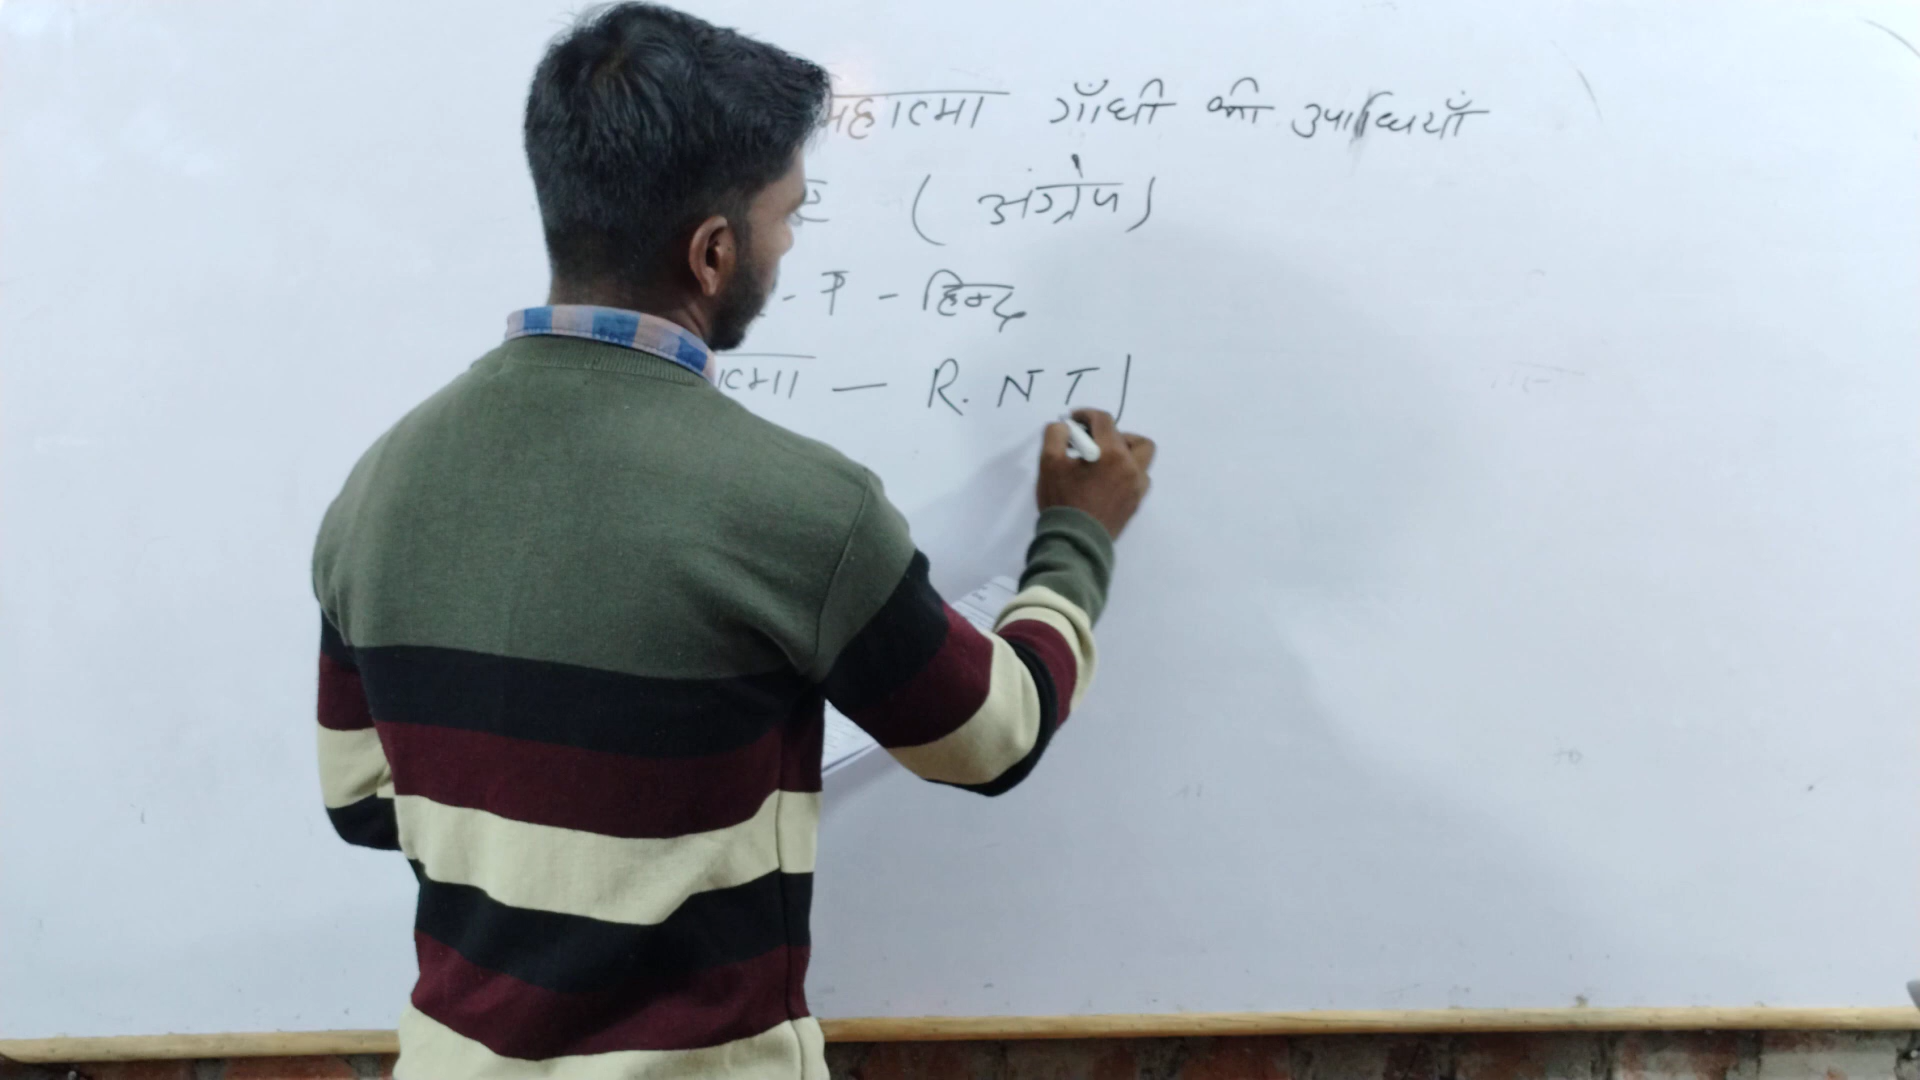 महात्मा गाँधी की उपाधियाँ
( अंग्रेज )
- ए - हिन्द
त्मा — R. N T